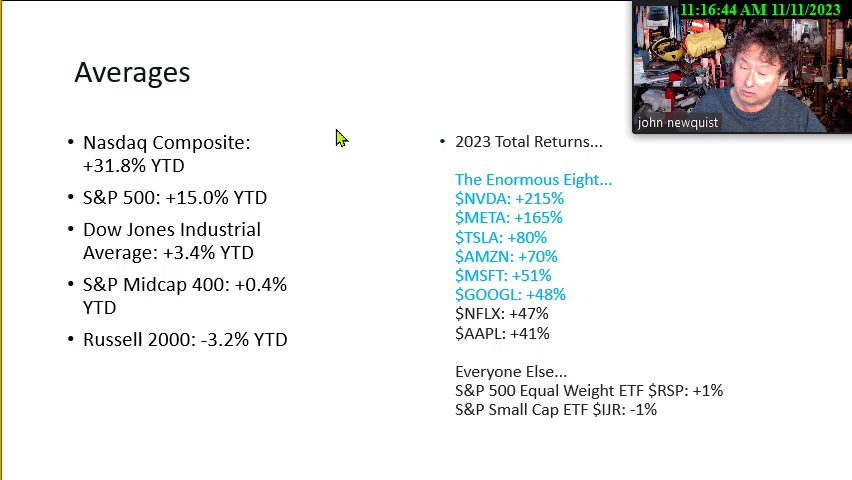 11:16:44 AM 11/11/2023
john newquist
Averages
• Nasdaq Composite:
+31.8% YTD
• S&P 500: +15.0% YTD
• Dow Jones Industrial
Average: +3.4% YTD
• S&P Midcap 400: +0.4%
YTD
• Russell 2000: -3.2% YTD
• 2023 Total Returns...
The Enormous Eight...
$NVDA: +215%
$META: +165%
$TSLA: +80%
$AMZN: +70%
$MSFT: +51%
$GOOGL: +48%
$NFLX: +47%
$AAPL: +41%
Everyone Else...
S&P 500 Equal Weight ETF $RSP: +1%
S&P Small Cap ETF $IJR: -1%